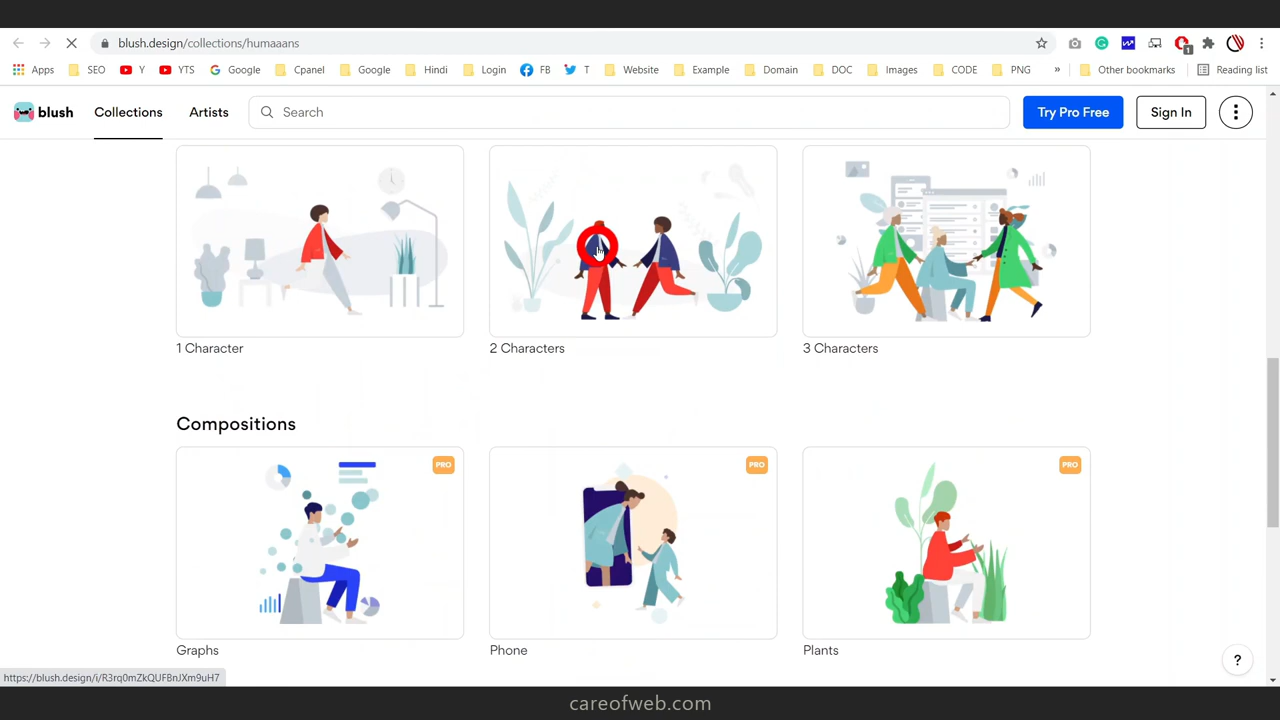 blush.design/collections/humaaans
1
Apps SEO Y YTS Google Cpanel Google Hindi Login FB T Website Example Domain DOC Images CODE PNG » Other bookmarks Reading list
blush Collections Artists Search Try Pro Free Sign In
1 Character 2 Characters 3 Characters
Compositions
PRO PRO PRO
Graphs Phone Plants
?
https://blush.design/i/R3rq0mZkQUFBnJXm9uH7
careofweb.com